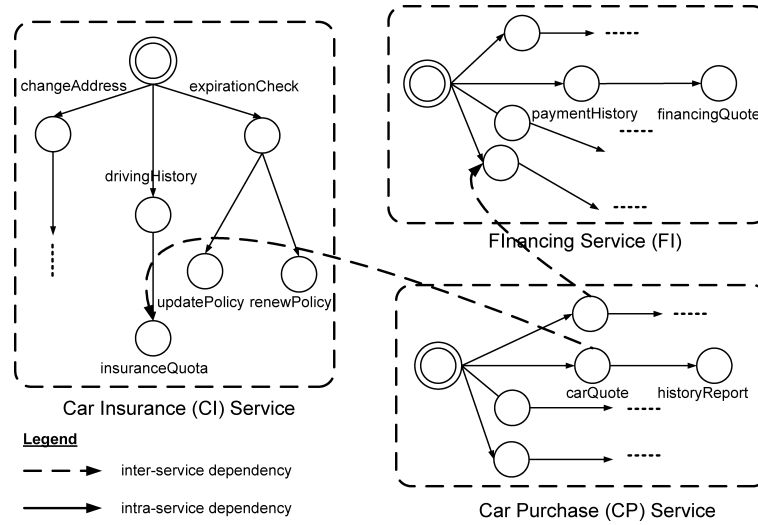 changeAddress
expirationCheck
drivingHistory
updatePolicy
renewPolicy
insuranceQuota
Car Insurance (CI) Service
paymentHistory
financingQuote
FInancing Service (FI)
carQuote
historyReport
Car Purchase (CP) Service
Legend
inter-service dependency
intra-service dependency